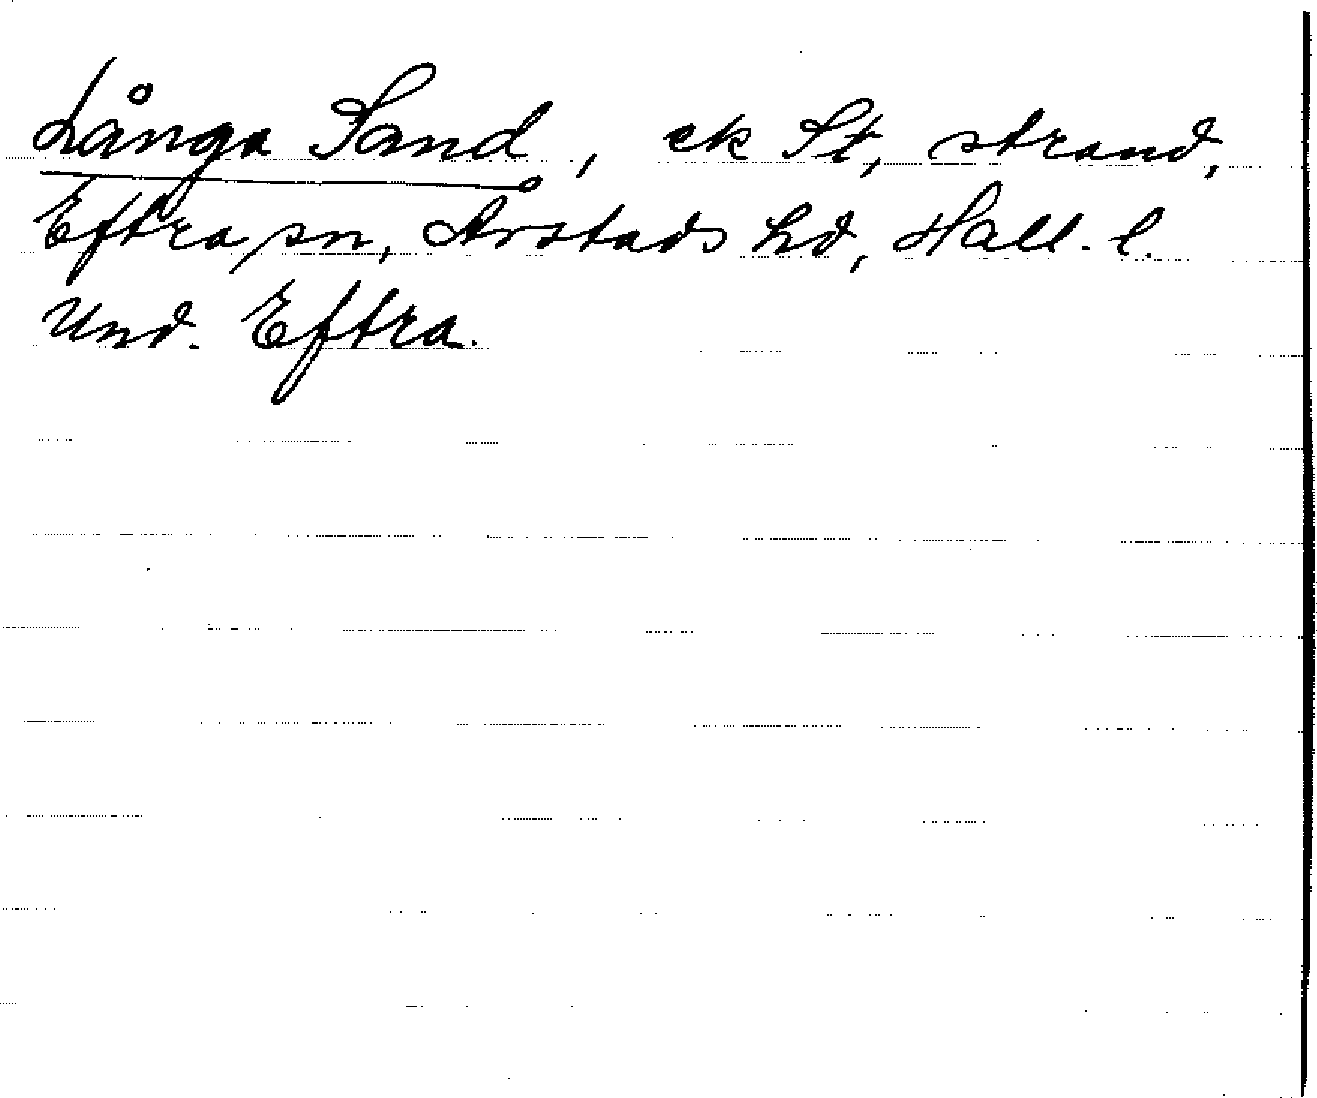 Långa Sand, ek St, strand,
Eftra sn, Årstads hd, Hall. l.
Und. Eftra.